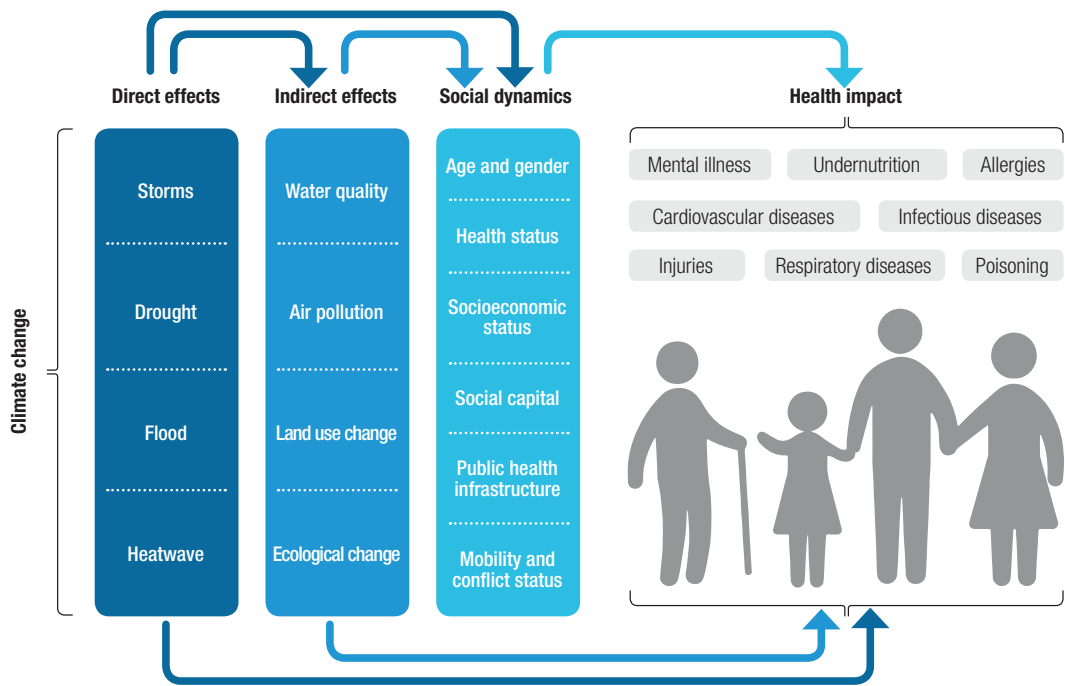 Direct effects
Indirect effects
Social dynamics
Health impact
Climate change
Storms
Drought
Flood
Heatwave
Water quality
Air pollution
Land use change
Ecological change
Age and gender
Health status
Socioeconomic
status
Social capital
Public health
infrastructure
Mobility and
conflict status
Mental illness
Undernutrition
Allergies
Cardiovascular diseases
Infectious diseases
Injuries
Respiratory diseases
Poisoning